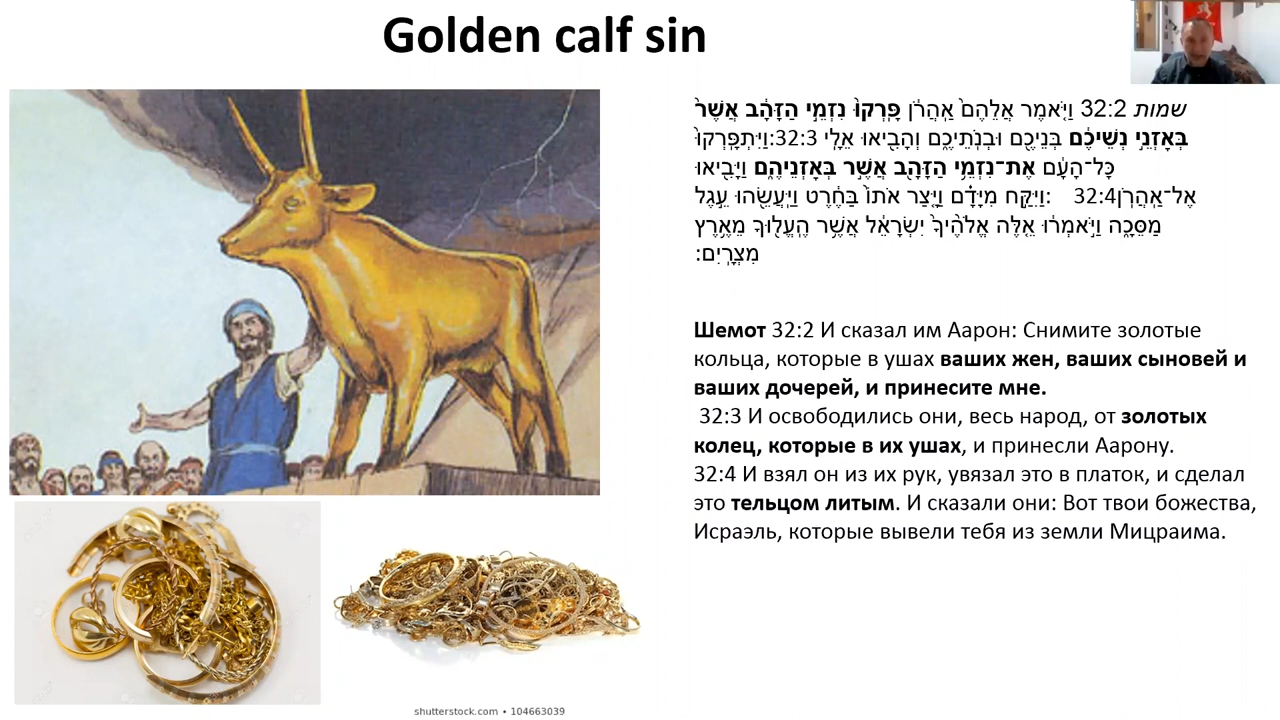 Golden calf sin
שמות 32:2 וַיֹּ֤אמֶר אֲלֵהֶם֙ אַהֲרֹ֔ן פָּֽרְקוּ֙ נִזְמֵ֣י הַזָּהָ֔ב אֲשֶׁר֙
בְּאָזְנֵ֣י נְשֵׁיכֶ֔ם בְּנֵיכֶ֖ם וּבְנֹתֵיכֶ֑ם וְהָבִ֖יאוּ אֵלָֽי 32:3:וַיִּתְפָּֽרְקוּ֙
כָּל־הָעָ֔ם אֶת־נִזְמֵ֥י הַזָּהָ֖ב אֲשֶׁ֣ר בְּאָזְנֵיהֶ֑ם וַיָּבִ֖יאוּ
אֶל־אַהֲרֹֽן32:4 :וַיִּקַּ֣ח מִיָּדָ֗ם וַיָּ֤צַר אֹתוֹ֙ בַּחֶ֔רֶט וַֽיַּעֲשֵׂ֖הוּ עֵ֣גֶל
מַסֵּכָ֑ה וַיֹּ֣אמְר֔וּ אֵ֤לֶּה אֱלֹהֶ֙יךָ֙ יִשְׂרָאֵ֔ל אֲשֶׁ֥ר הֶעֱל֖וּךָ מֵאֶ֥רֶץ
מִצְרָֽיִם:
Шемот 32:2 И сказал им Аарон: Снимите золотые
кольца, которые в ушах ваших жен, ваших сыновей и
ваших дочерей, и принесите мне.
32:3 И освободились они, весь народ, от золотых
колец, которые в их ушах, и принесли Аарону.
32:4 И взял он из их рук, увязал это в платок, и сделал
это тельцом литым. И сказали они: Вот твои божества,
Исраэль, которые вывели тебя из земли Мицраима.
shutterstock.com • 104663039